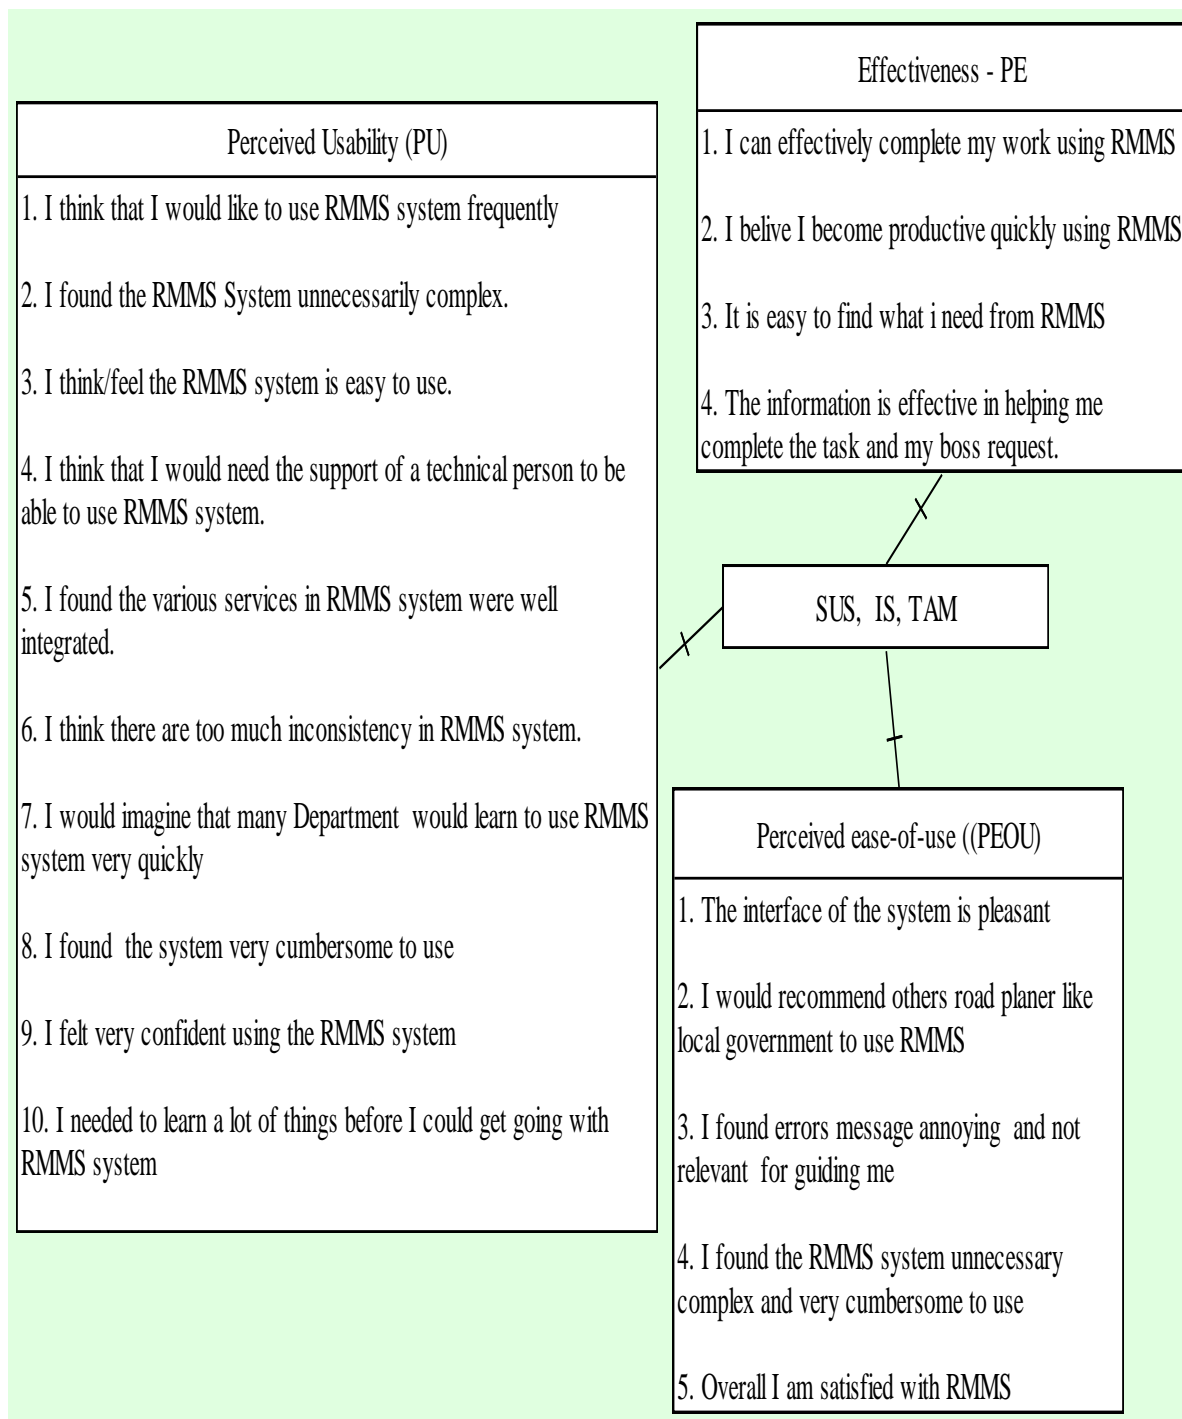 Effectiveness - PE
1. I can effectively complete my work using RMMS
2. I belive I become productive quickly using RMMS
3. It is easy to find what i need from RMMS
4. The information is effective in helping me
complete the task and my boss request.
Perceived Usability (PU)
1. I think that I would like to use RMMS system frequently
2. I found the RMMS System unnecessarily complex.
3. I think/feel the RMMS system is easy to use.
4. I think that I would need the support of a technical person to be
able to use RMMS system.
5. I found the various services in RMMS system were well
integrated.
6. I think there are too much inconsistency in RMMS system.
7. I would imagine that many Department would learn to use RMMS
system very quickly
8. I found the system very cumbersome to use
9. I felt very confident using the RMMS system
10. I needed to learn a lot of things before I could get going with
RMMS system
SUS, IS, TAM
Perceived ease-of-use ((PEOU)
1. The interface of the system is pleasant
2. I would recommend others road planer like
local government to use RMMS
3. I found errors message annoying and not
relevant for guiding me
4. I found the RMMS system unnecessary
complex and very cumbersome to use
5. Overall I am satisfied with RMMS